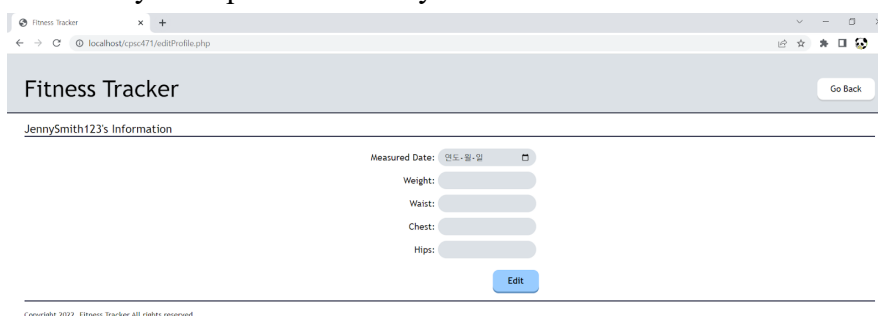 Fitness Tracker
localhost/cpsc471/editProfile.php
Fitness Tracker
Go Back
JennySmith123's Information
Measured Date: 연도-월-일
Weight:
Waist:
Chest:
Hips:
Edit
Copyright 2022. Fitness Tracker All rights reserved